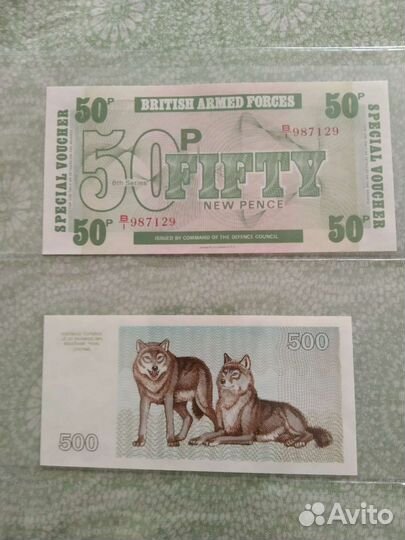 50P
BRITISH ARMED FORCES
50P
SPECIAL VOUCHER
B/1 987129
50P
6th Series
FIFTY
NEW PENCE
SPECIAL VOUCHER
50P
B/1 987129
ISSUED BY COMMAND OF THE DEFENCE COUNCIL
50P
500
500
Avito